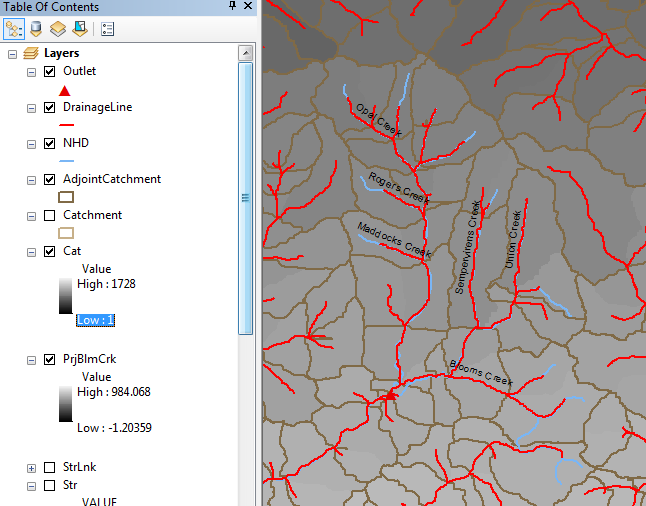 Table Of Contents
Layers
Outlet
DrainageLine
NHD
AdjointCatchment
Catchment
Cat
Value
High : 1728
Low : 1
PrjBlmCrk
Value
High : 984.068
Low : -1.20359
StrLnk
Str
VALUE
Opal Creek
Rogers Creek
Maddocks Creek
Sempervirens Creek
Union Creek
Blooms Creek